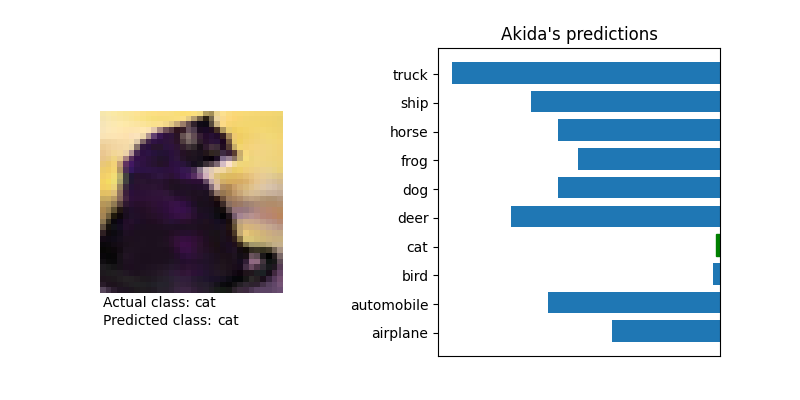 Akida's predictions
truck
ship
horse
frog
dog
deer
cat
bird
automobile
airplane
Actual class: cat
Predicted class: cat